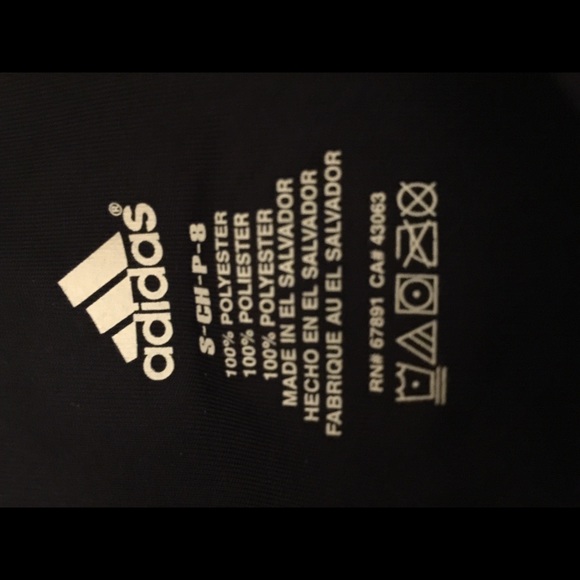 adidas®
S-CH-P-8
100% POLYESTER
100% POLIESTER
100% POLYESTER
MADE IN EL SALVADOR
HECHO EN EL SALVADOR
FABRIQUE AU EL SALVADOR
RN# 67891 CA# 43063